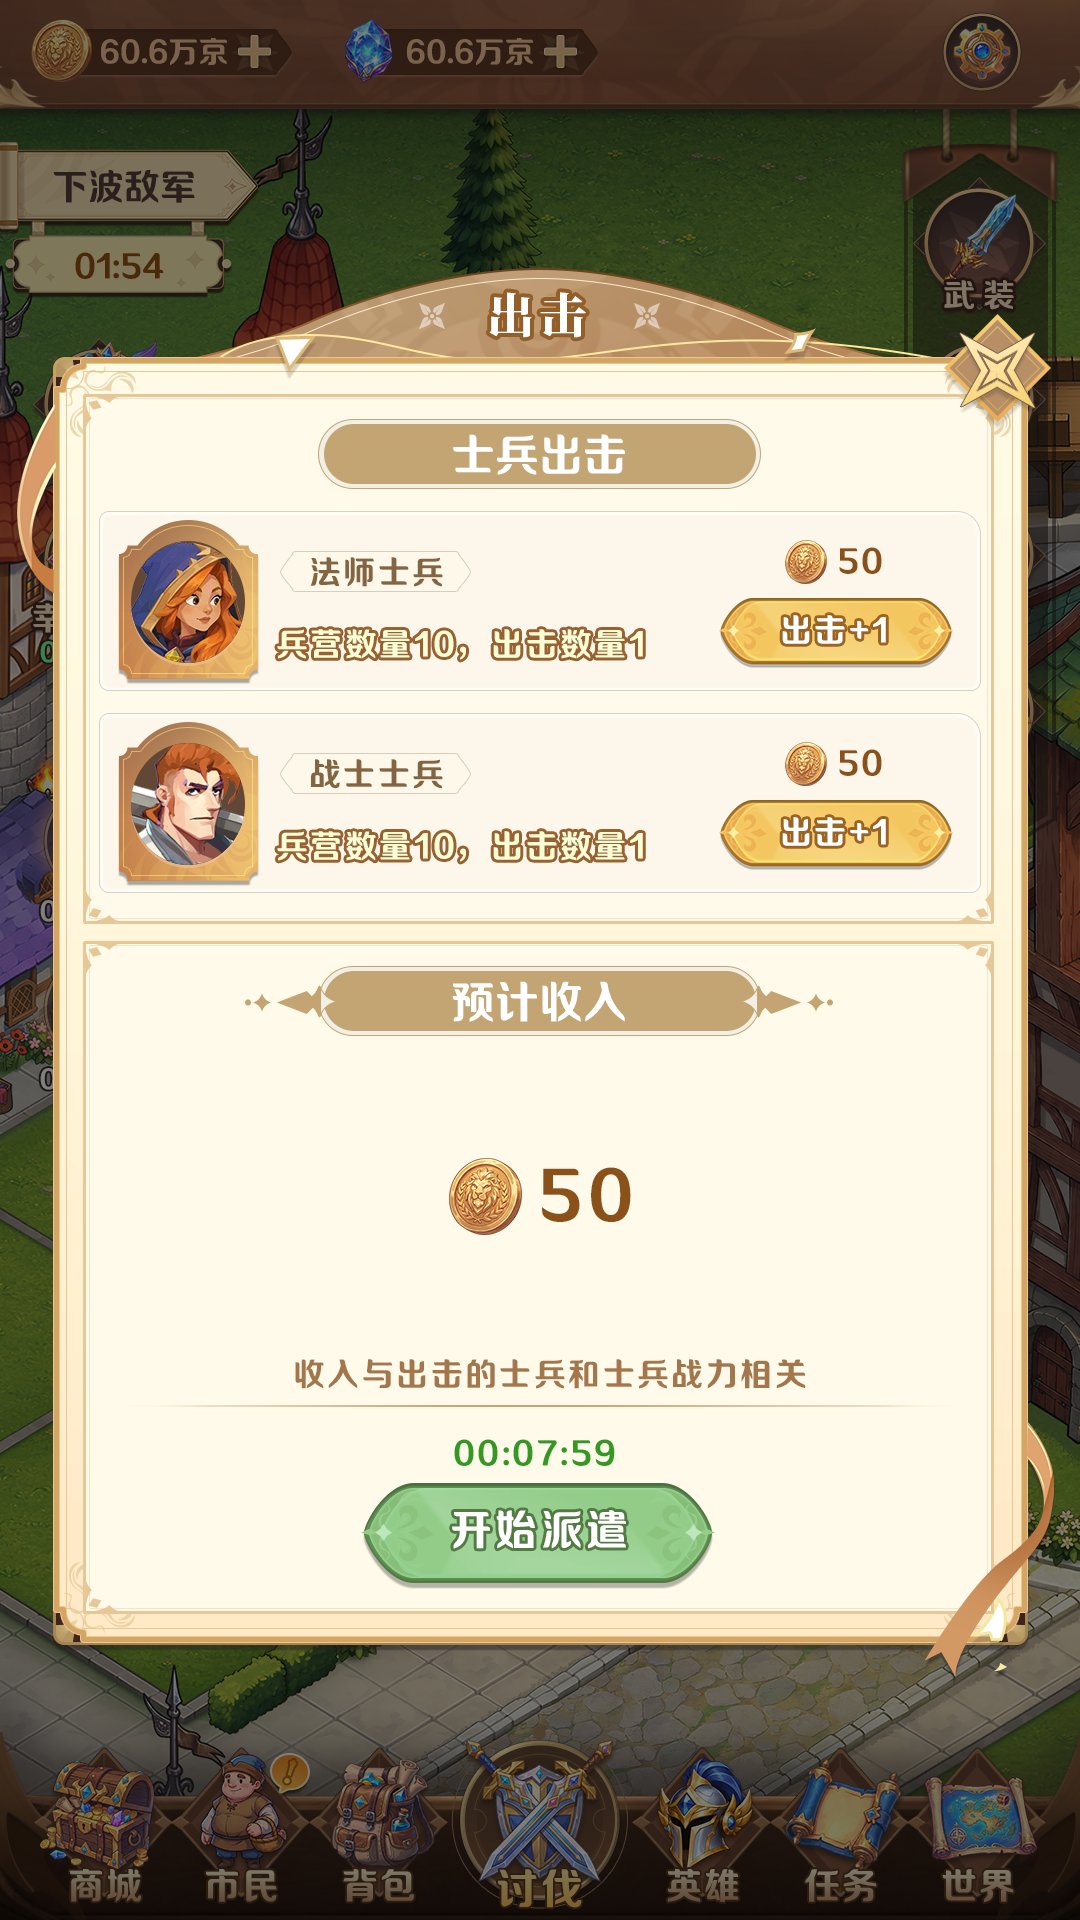 60.6万京
60.6万京
下波敌军
01:54
武装
出击
士兵出击
法师士兵
50
兵营数量10，出击数量1
出击+1
战士士兵
50
兵营数量10，出击数量1
出击+1
预计收入
50
收入与出击的士兵和士兵战力相关
00:07:59
开始派遣
商城
市民
背包
讨伐
英雄
任务
世界